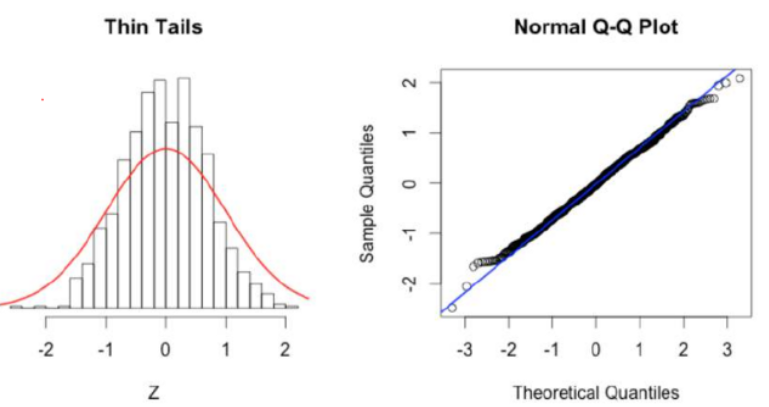 Thin Tails
-2 -1 0 1 2
Z
Normal Q-Q Plot
Sample Quantiles
2
1
0
-1
-2
-3 -2 -1 0 1 2 3
Theoretical Quantiles